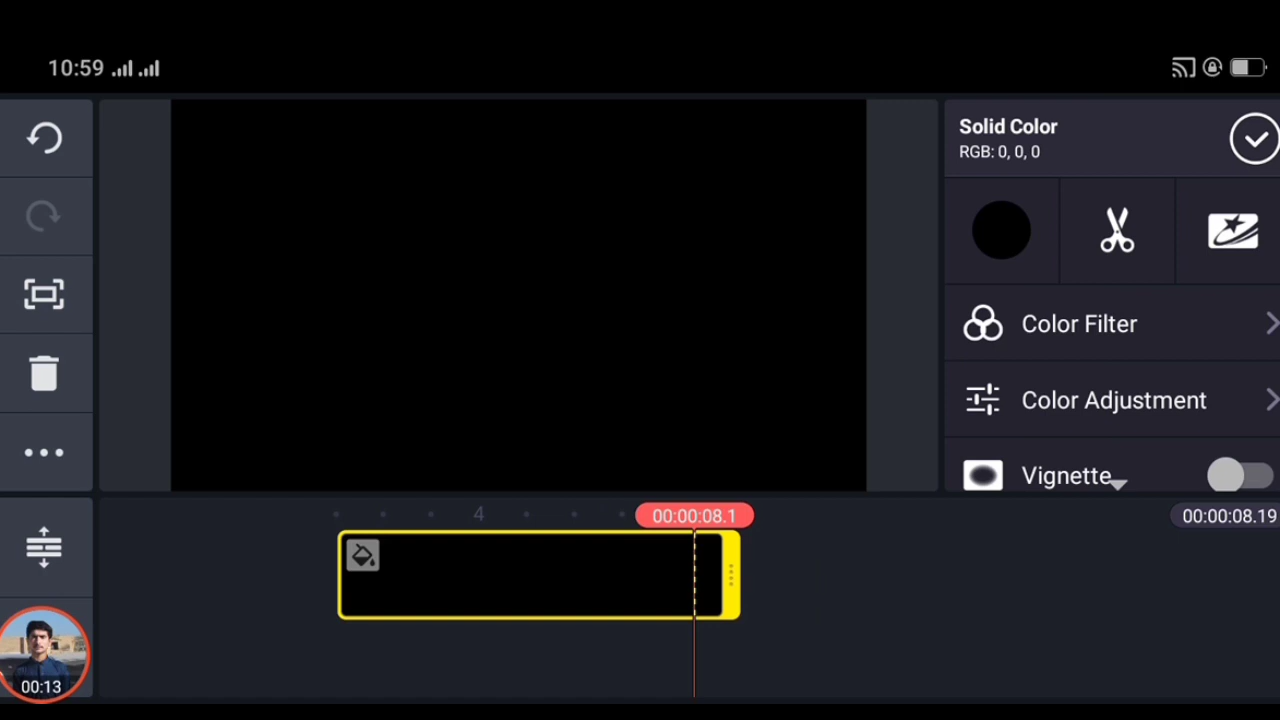 10:59
Solid Color
RGB: 0, 0, 0
Color Filter
Color Adjustment
Vignette
4
00:00:08.1
00:00:08.19
00:13